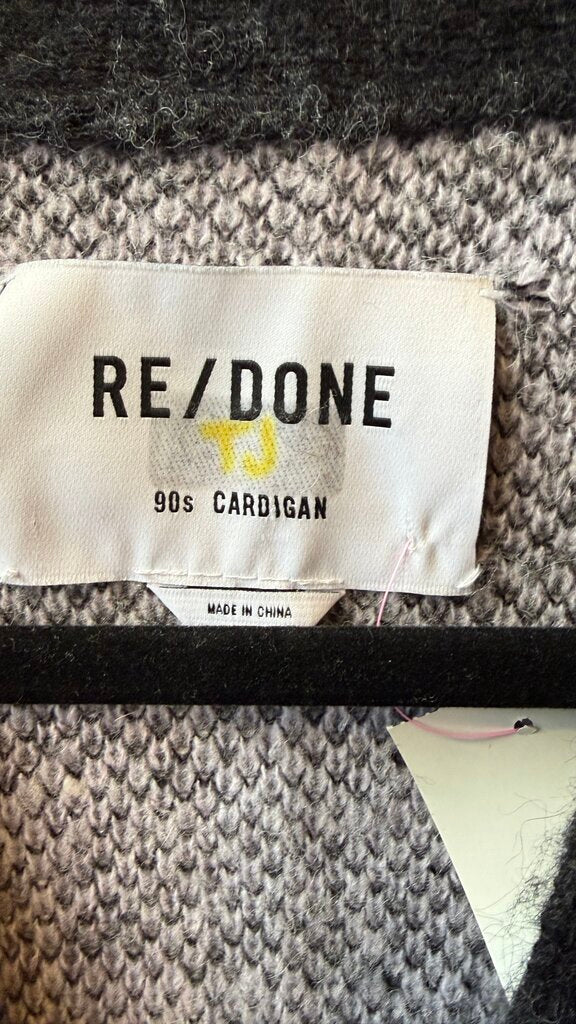 RE/DONE
TJ
90s CARDIGAN
MADE IN CHINA